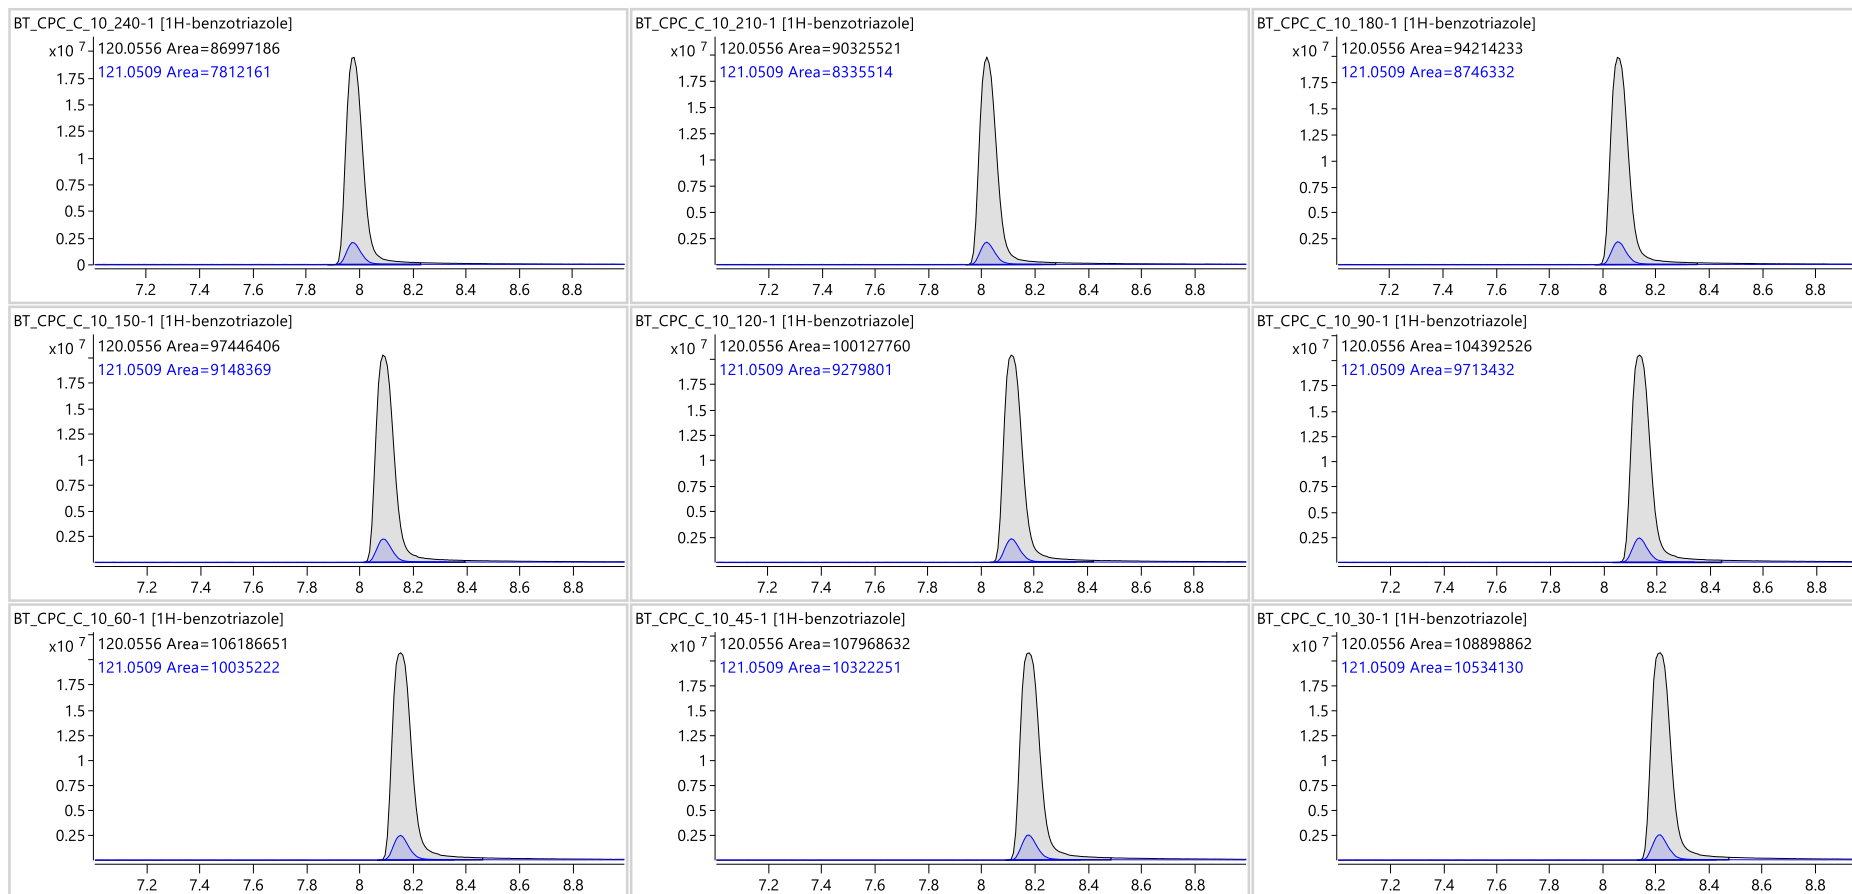 BT_CPC_C_10_240-1 [1H-benzotriazole]
x10 7
120.0556 Area=86997186
121.0509 Area=7812161
1.75
1.5
1.25
1
0.75
0.5
0.25
0
7.2 7.4 7.6 7.8 8 8.2 8.4 8.6 8.8
BT_CPC_C_10_210-1 [1H-benzotriazole]
x10 7
120.0556 Area=90325521
121.0509 Area=8335514
1.75
1.5
1.25
1
0.75
0.5
0.25
7.2 7.4 7.6 7.8 8 8.2 8.4 8.6 8.8
BT_CPC_C_10_180-1 [1H-benzotriazole]
x10 7
120.0556 Area=94214233
121.0509 Area=8746332
1.75
1.5
1.25
1
0.75
0.5
0.25
7.2 7.4 7.6 7.8 8 8.2 8.4 8.6 8.8
BT_CPC_C_10_150-1 [1H-benzotriazole]
x10 7
120.0556 Area=97446406
121.0509 Area=9148369
1.75
1.5
1.25
1
0.75
0.5
0.25
7.2 7.4 7.6 7.8 8 8.2 8.4 8.6 8.8
BT_CPC_C_10_120-1 [1H-benzotriazole]
x10 7
120.0556 Area=100127760
121.0509 Area=9279801
1.75
1.5
1.25
1
0.75
0.5
0.25
7.2 7.4 7.6 7.8 8 8.2 8.4 8.6 8.8
BT_CPC_C_10_90-1 [1H-benzotriazole]
x10 7
120.0556 Area=104392526
121.0509 Area=9713432
1.75
1.5
1.25
1
0.75
0.5
0.25
7.2 7.4 7.6 7.8 8 8.2 8.4 8.6 8.8
BT_CPC_C_10_60-1 [1H-benzotriazole]
x10 7
120.0556 Area=106186651
121.0509 Area=10035222
1.75
1.5
1.25
1
0.75
0.5
0.25
7.2 7.4 7.6 7.8 8 8.2 8.4 8.6 8.8
BT_CPC_C_10_45-1 [1H-benzotriazole]
x10 7
120.0556 Area=107968632
121.0509 Area=10322251
1.75
1.5
1.25
1
0.75
0.5
0.25
7.2 7.4 7.6 7.8 8 8.2 8.4 8.6 8.8
BT_CPC_C_10_30-1 [1H-benzotriazole]
x10 7
120.0556 Area=108898862
121.0509 Area=10534130
1.75
1.5
1.25
1
0.75
0.5
0.25
7.2 7.4 7.6 7.8 8 8.2 8.4 8.6 8.8